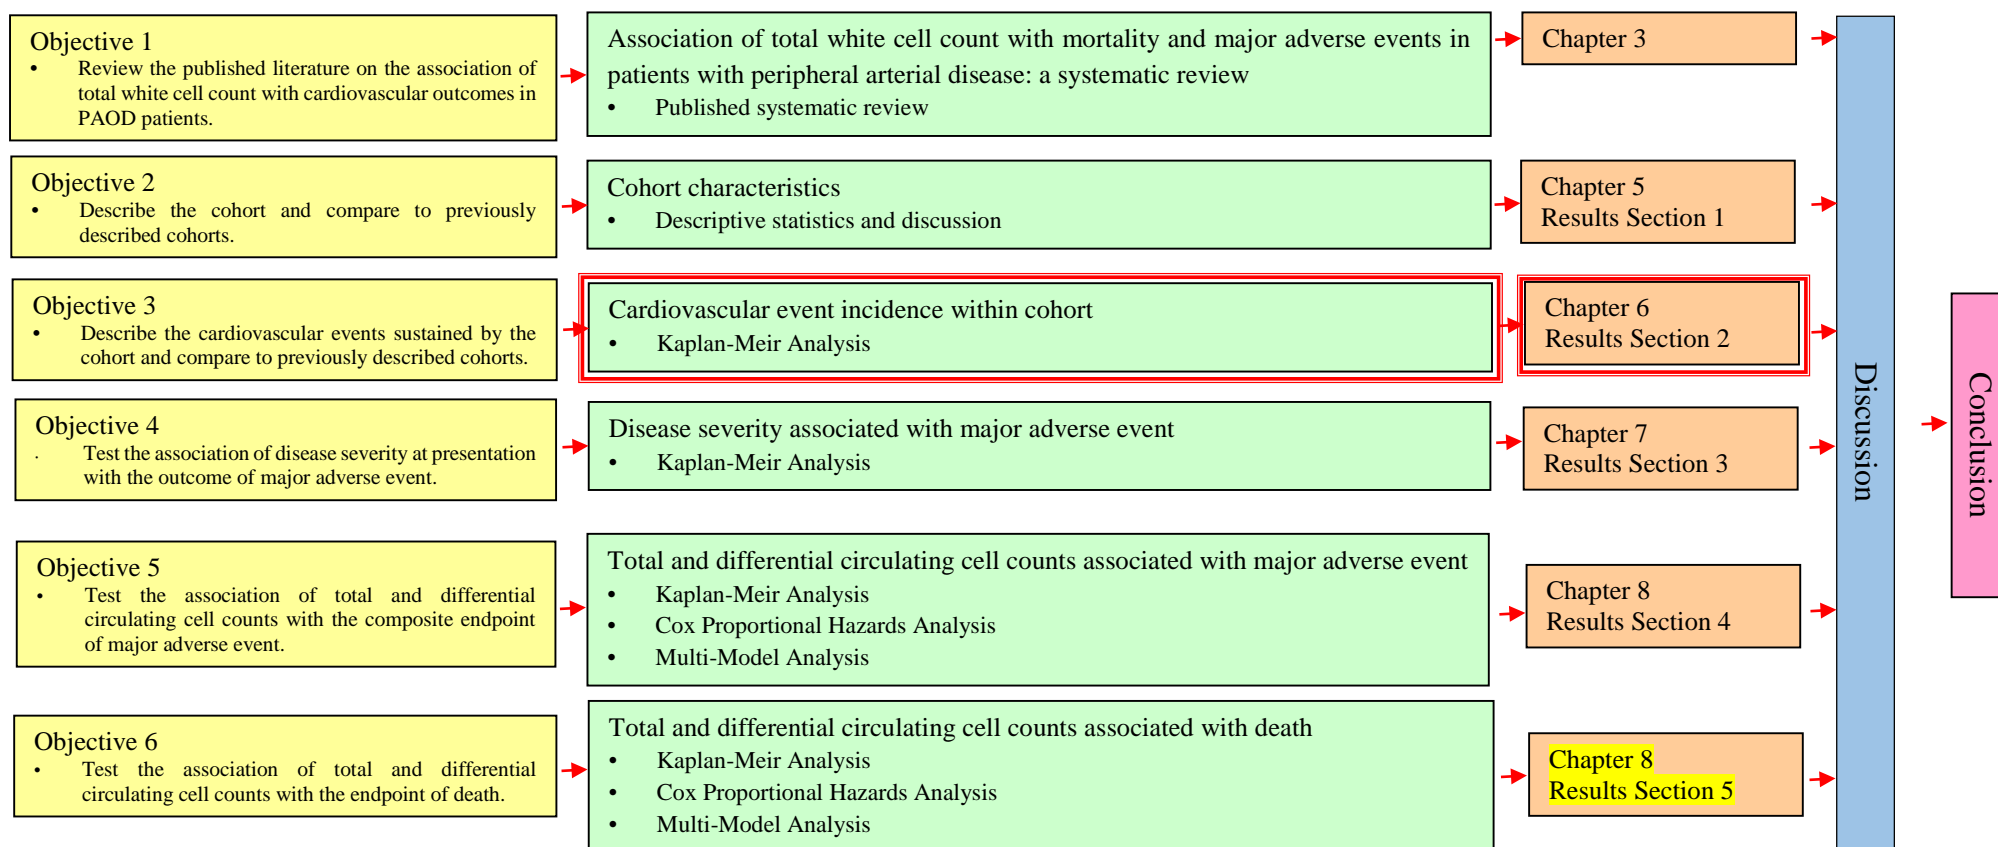 Objective 1
• Review the published literature on the association of
total white cell count with cardiovascular outcomes in
PAOD patients.
Association of total white cell count with mortality and major adverse events in
patients with peripheral arterial disease: a systematic review
• Published systematic review
Chapter 3
Objective 2
• Describe the cohort and compare to previously
described cohorts.
Cohort characteristics
• Descriptive statistics and discussion
Chapter 5
Results Section 1
Objective 3
• Describe the cardiovascular events sustained by the
cohort and compare to previously described cohorts.
Cardiovascular event incidence within cohort
• Kaplan-Meir Analysis
Chapter 6
Results Section 2
Objective 4
. Test the association of disease severity at presentation
with the outcome of major adverse event.
Disease severity associated with major adverse event
• Kaplan-Meir Analysis
Chapter 7
Results Section 3
Objective 5
• Test the association of total and differential
circulating cell counts with the composite endpoint
of major adverse event.
Total and differential circulating cell counts associated with major adverse event
• Kaplan-Meir Analysis
• Cox Proportional Hazards Analysis
• Multi-Model Analysis
Chapter 8
Results Section 4
Objective 6
• Test the association of total and differential
circulating cell counts with the endpoint of death.
Total and differential circulating cell counts associated with death
• Kaplan-Meir Analysis
• Cox Proportional Hazards Analysis
• Multi-Model Analysis
Chapter 8
Results Section 5
Discussion
Conclusion